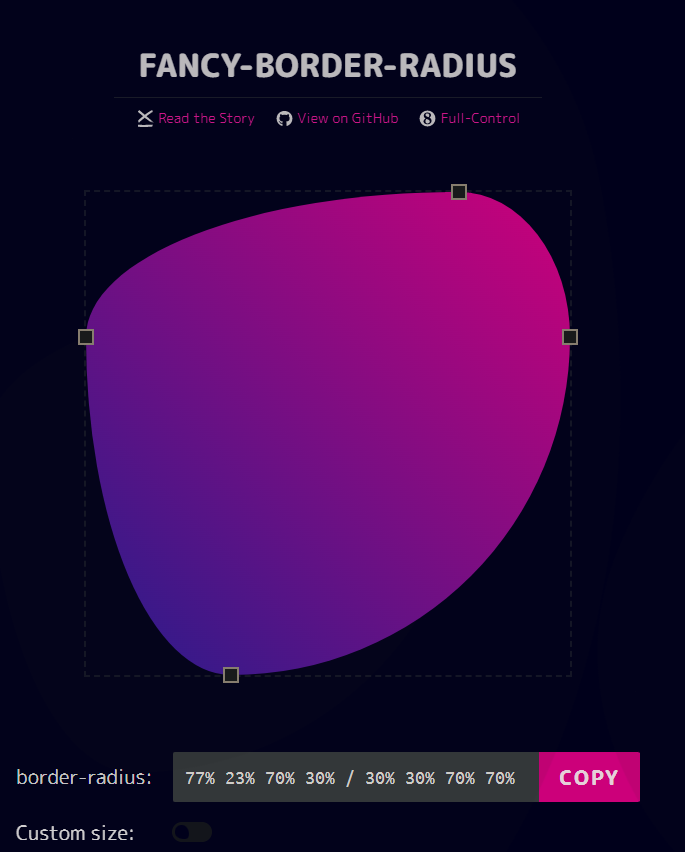 FANCY-BORDER-RADIUS
Read the Story View on GitHub Full-Control
border-radius: 77% 23% 70% 30% / 30% 30% 70% 70% COPY
Custom size: